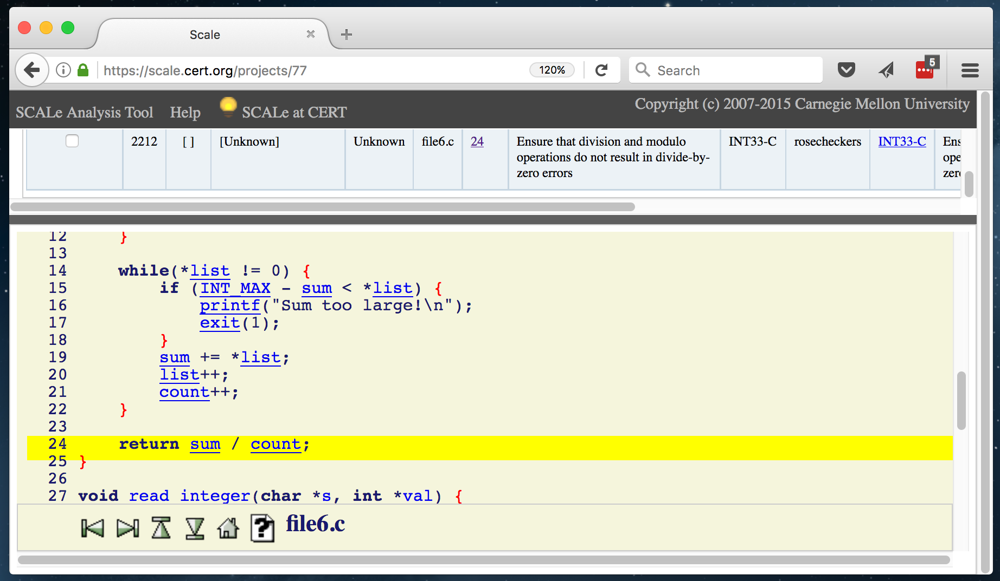 Scale
https://scale.cert.org/projects/77
120%
Search
5
SCALe Analysis Tool Help SCALe at CERT
Copyright (c) 2007-2015 Carnegie Mellon University
2212 [ ] [Unknown] Unknown file6.c 24 Ensure that division and modulo INT33-C rosecheckers INT33-C Ens
operations do not result in divide-by- ope
zero errors zer
12 }
13
14 while(*list != 0) {
15 if (INT_MAX - sum < *list) {
16 printf("Sum too large!\n");
17 exit(1);
18 }
19 sum += *list;
20 list++;
21 count++;
22 }
23
24 return sum / count;
25 }
26
27 void read integer(char *s, int *val) {
file6.c